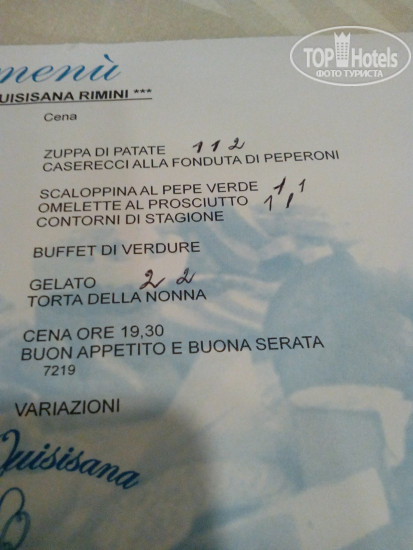 TOP Hotels
ФОТО ТУРИСТА
menù
UISISANA RIMINI ***
Cena
ZUPPA DI PATATE 1 1 2
CASERECCI ALLA FONDUTA DI PEPERONI
SCALOPPINA AL PEPE VERDE 1,1
OMELETTE AL PROSCIUTTO 1,1
CONTORNI DI STAGIONE
BUFFET DI VERDURE
GELATO 2 2
TORTA DELLA NONNA
CENA ORE 19,30
BUON APPETITO E BUONA SERATA
7219
VARIAZIONI
Quisisana